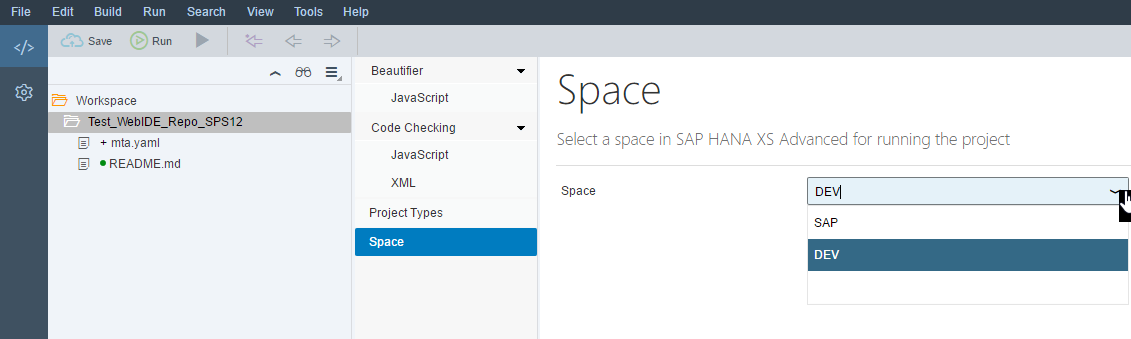 File Edit Build Run Search View Tools Help
</> Save Run
Workspace
Test_WebIDE_Repo_SPS12
+ mta.yaml
README.md
Beautifier
JavaScript
Code Checking
JavaScript
XML
Project Types
Space
Space
Select a space in SAP HANA XS Advanced for running the project
Space DEV
SAP
DEV